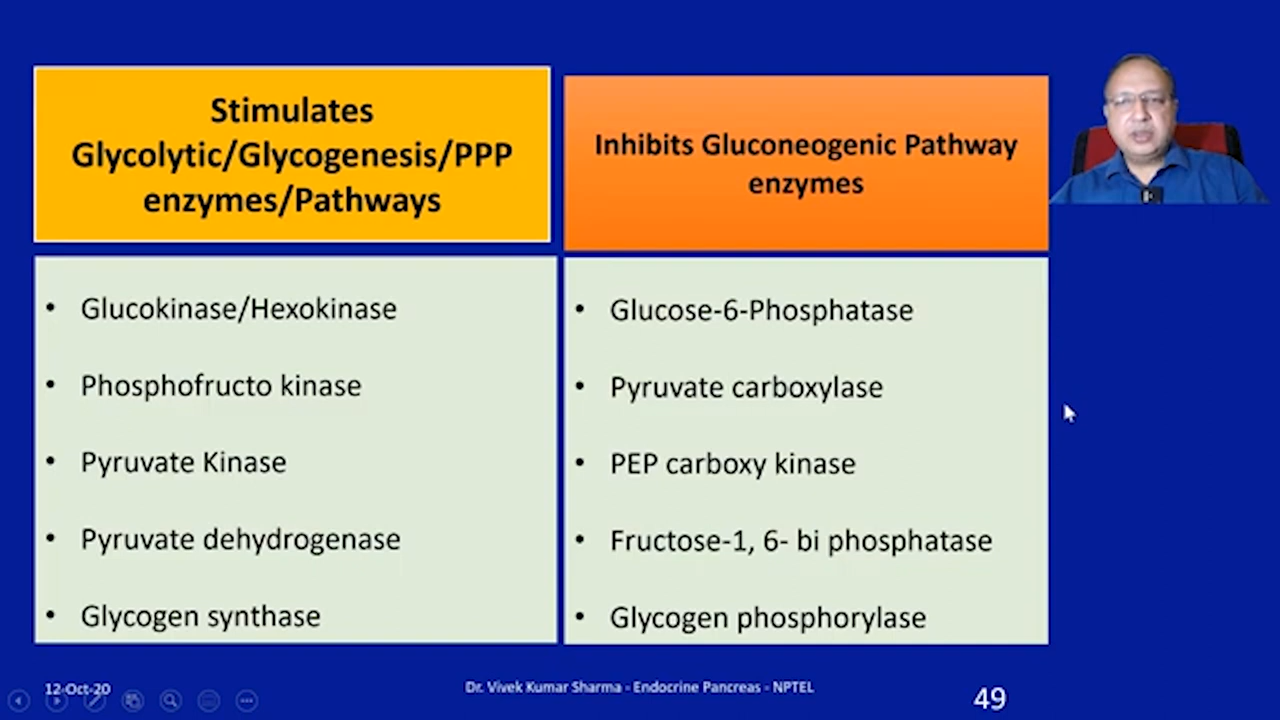 Stimulates
Glycolytic/Glycogenesis/PPP
enzymes/Pathways
Inhibits Gluconeogenic Pathway
enzymes
• Glucokinase/Hexokinase
• Phosphofructo kinase
• Pyruvate Kinase
• Pyruvate dehydrogenase
• Glycogen synthase
• Glucose-6-Phosphatase
• Pyruvate carboxylase
• PEP carboxy kinase
• Fructose-1, 6- bi phosphatase
• Glycogen phosphorylase
12-Oct-20
Dr. Vivek Kumar Sharma - Endocrine Pancreas - NPTEL
49